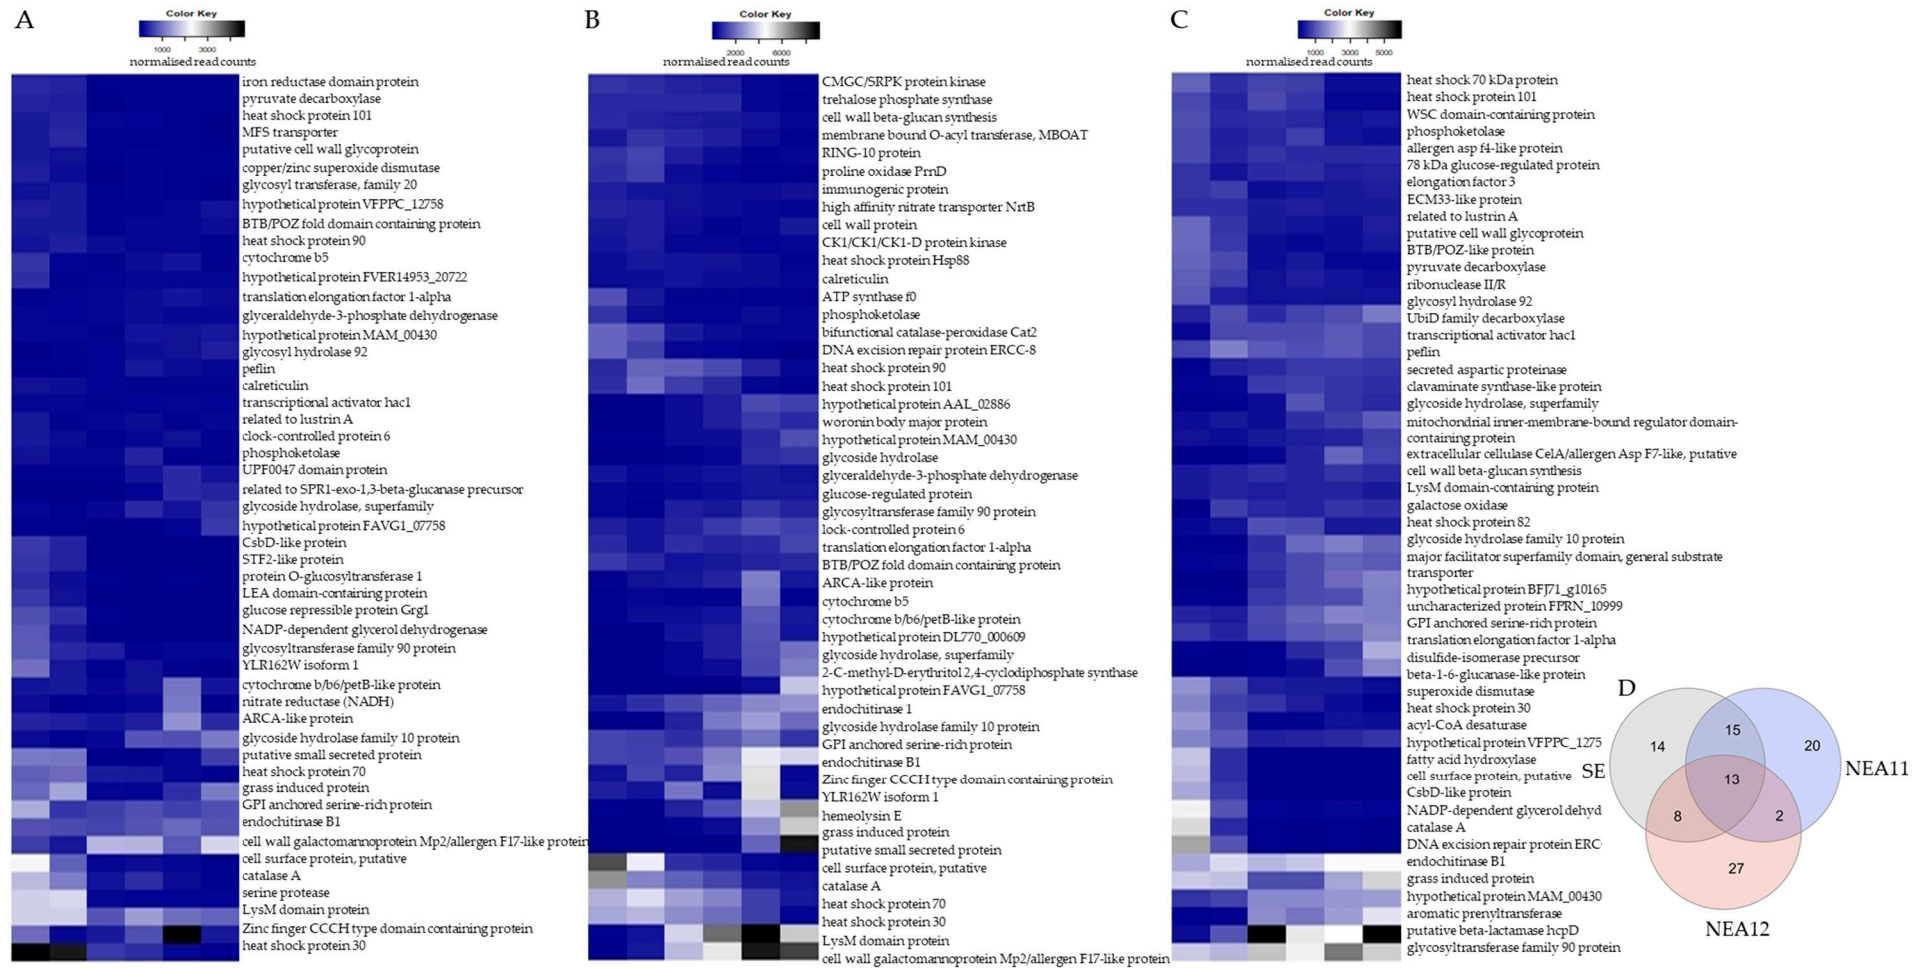 A
Color Key
1000 3000
normalised read counts
iron reductase domain protein
pyruvate decarboxylase
heat shock protein 101
MFS transporter
putative cell wall glycoprotein
copper/zinc superoxide dismutase
glycosyl transferase, family 20
hypothetical protein VFPPC_12758
BTB/POZ fold domain containing protein
heat shock protein 90
cytochrome b5
hypothetical protein FVER14953_20722
translation elongation factor 1-alpha
glyceraldehyde-3-phosphate dehydrogenase
hypothetical protein MAM_00430
glycosyl hydrolase 92
peflin
calreticulin
transcriptional activator hac1
related to lustrin A
clock-controlled protein 6
phosphoketolase
UPF0047 domain protein
related to SPR1-exo-1,3-beta-glucanase precursor
glycoside hydrolase, superfamily
hypothetical protein FAVG1_07758
CsbD-like protein
STF2-like protein
protein O-glucosyltransferase 1
LEA domain-containing protein
glucose repressible protein Grg1
NADP-dependent glycerol dehydrogenase
glycosyltransferase family 90 protein
YLR162W isoform 1
cytochrome b/b6/petB-like protein
nitrate reductase (NADH)
ARCA-like protein
glycoside hydrolase family 10 protein
putative small secreted protein
heat shock protein 70
grass induced protein
GPI anchored serine-rich protein
endochitinase B1
cell wall galactomannoprotein Mp2/allergen F17-like protein
cell surface protein, putative
catalase A
serine protease
LysM domain protein
Zinc finger CCCH type domain containing protein
heat shock protein 30
B
Color Key
2000 6000
normalised read counts
CMGC/SRPK protein kinase
trehalose phosphate synthase
cell wall beta-glucan synthesis
membrane bound O-acyl transferase, MBOAT
RING-10 protein
proline oxidase PrnD
immunogenic protein
high affinity nitrate transporter NrtB
cell wall protein
CK1/CK1/CK1-D protein kinase
heat shock protein Hsp88
calreticulin
ATP synthase f0
phosphoketolase
bifunctional catalase-peroxidase Cat2
DNA excision repair protein ERCC-8
heat shock protein 90
heat shock protein 101
hypothetical protein AAL_02886
woronin body major protein
hypothetical protein MAM_00430
glycoside hydrolase
glyceraldehyde-3-phosphate dehydrogenase
glucose-regulated protein
glycosyltransferase family 90 protein
lock-controlled protein 6
translation elongation factor 1-alpha
BTB/POZ fold domain containing protein
ARCA-like protein
cytochrome b5
cytochrome b/b6/petB-like protein
hypothetical protein DL770_000609
glycoside hydrolase, superfamily
2-C-methyl-D-erythritol 2,4-cyclodiphosphate synthase
hypothetical protein FAVG1_07758
endochitinase 1
glycoside hydrolase family 10 protein
GPI anchored serine-rich protein
endochitinase B1
Zinc finger CCCH type domain containing protein
YLR162W isoform 1
hemeolysin E
grass induced protein
putative small secreted protein
cell surface protein, putative
catalase A
heat shock protein 70
heat shock protein 30
LysM domain protein
cell wall galactomannoprotein Mp2/allergen F17-like protein
C
Color Key
1000 3000 5000
normalised read counts
heat shock 70 kDa protein
heat shock protein 101
WSC domain-containing protein
phosphoketolase
allergen asp f4-like protein
78 kDa glucose-regulated protein
elongation factor 3
ECM33-like protein
related to lustrin A
putative cell wall glycoprotein
BTB/POZ-like protein
pyruvate decarboxylase
ribonuclease II/R
glycosyl hydrolase 92
UbiD family decarboxylase
transcriptional activator hac1
peflin
secreted aspartic proteinase
clavaminate synthase-like protein
glycoside hydrolase, superfamily
mitochondrial inner-membrane-bound regulator domain-
containing protein
extracellular cellulase CelA/allergen Asp F7-like, putative
cell wall beta-glucan synthesis
LysM domain-containing protein
galactose oxidase
heat shock protein 82
glycoside hydrolase family 10 protein
major facilitator superfamily domain, general substrate
transporter
hypothetical protein BFJ71_g10165
uncharacterized protein FPRN_10999
GPI anchored serine-rich protein
translation elongation factor 1-alpha
disulfide-isomerase precursor
beta-1-6-glucanase-like protein
superoxide dismutase
heat shock protein 30
acyl-CoA desaturase
hypothetical protein VFPPC_1275
fatty acid hydroxylase
cell surface protein, putative
CsbD-like protein
NADP-dependent glycerol dehyd
catalase A
DNA excision repair protein ERC
endochitinase B1
grass induced protein
hypothetical protein MAM_00430
aromatic prenyltransferase
putative beta-lactamase hcpD
glycosyltransferase family 90 protein
D
15
14
20
SE
NEA11
13
8
2
27
NEA12